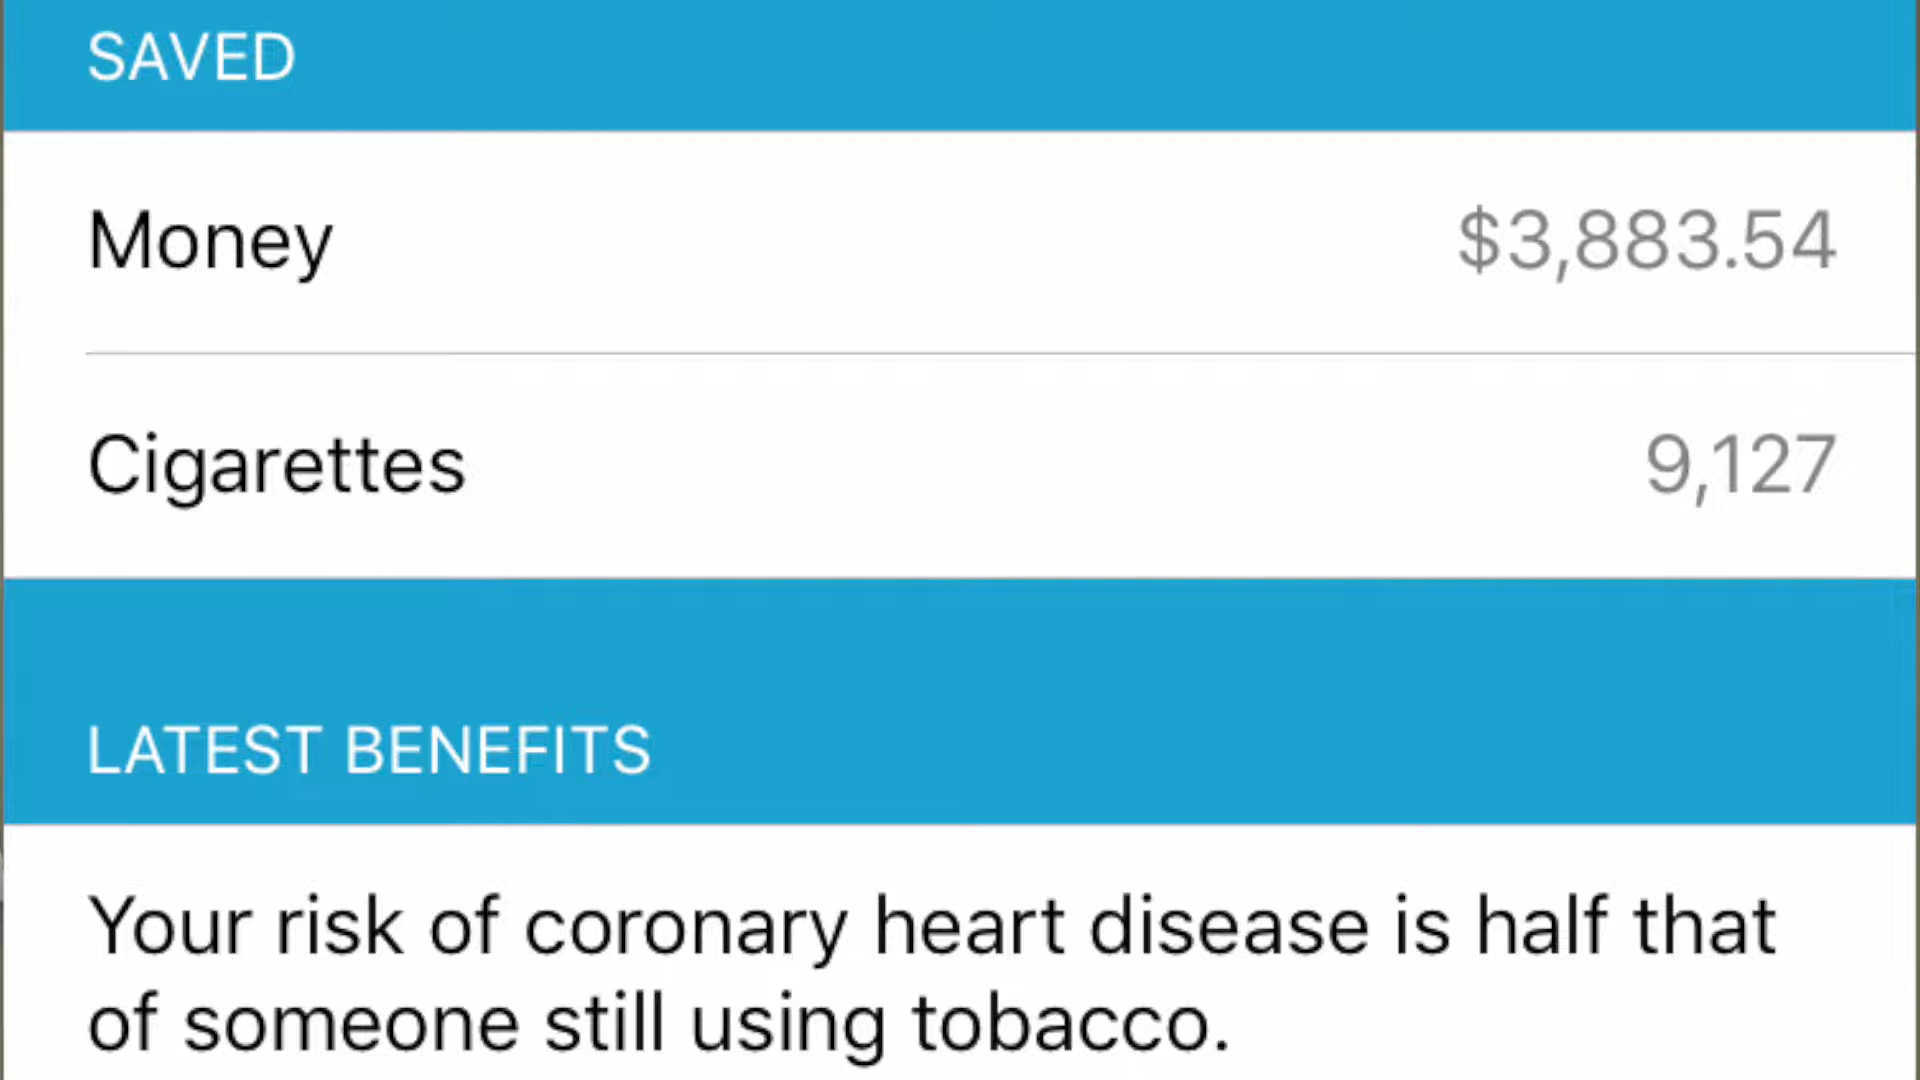 SAVED
Money $3,883.54
Cigarettes 9,127
LATEST BENEFITS
Your risk of coronary heart disease is half that
of someone still using tobacco.